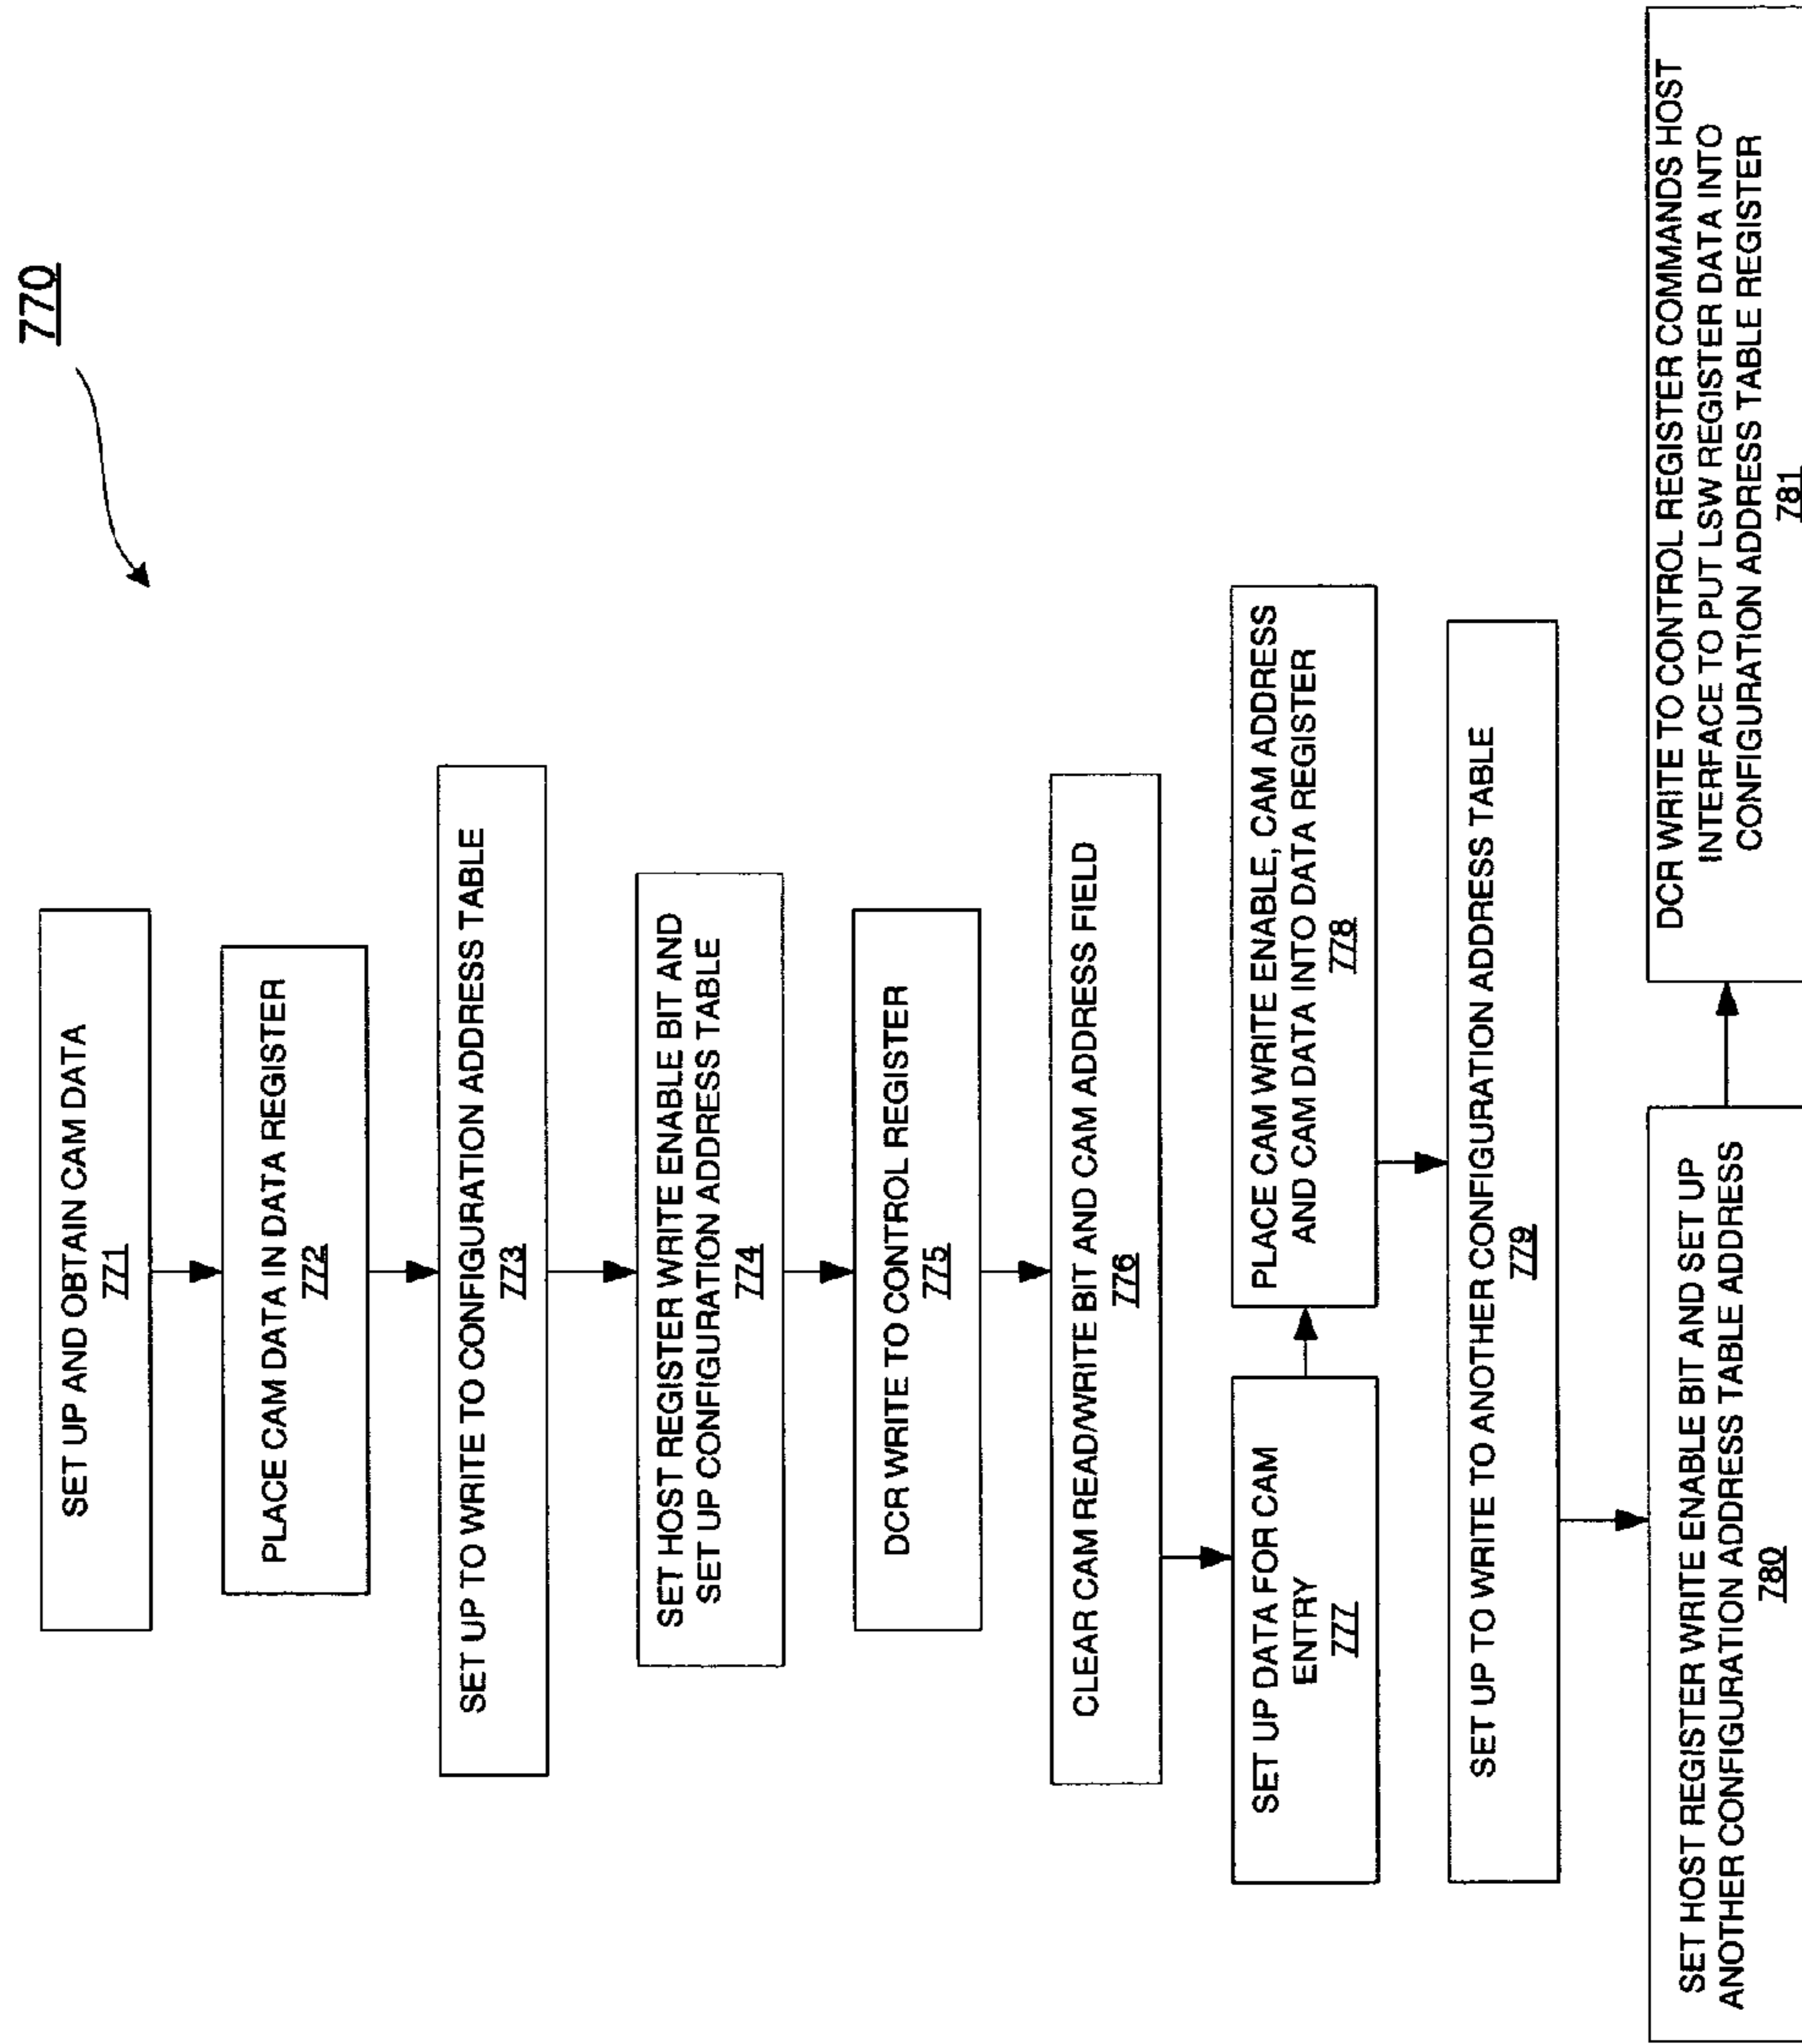 770
SET UP AND OBTAIN CAM DATA
771
PLACE CAM DATA IN DATA REGISTER
772
SET UP TO WRITE TO CONFIGURATION ADDRESS TABLE
773
SET HOST REGISTER WRITE ENABLE BIT AND
SET UP CONFIGURATION ADDRESS TABLE
774
DCR WRITE TO CONTROL REGISTER
775
CLEAR CAM READ/WRITE BIT AND CAM ADDRESS FIELD
776
SET UP DATA FOR CAM
ENTRY
777
PLACE CAM WRITE ENABLE, CAM ADDRESS
AND CAM DATA INTO DATA REGISTER
778
SET UP TO WRITE TO ANOTHER CONFIGURATION ADDRESS TABLE
779
SET HOST REGISTER WRITE ENABLE BIT AND SET UP
ANOTHER CONFIGURATION ADDRESS TABLE ADDRESS
780
DCR WRITE TO CONTROL REGISTER COMMANDS HOST
INTERFACE TO PUT LSW REGISTER DATA INTO
CONFIGURATION ADDRESS TABLE REGISTER
781